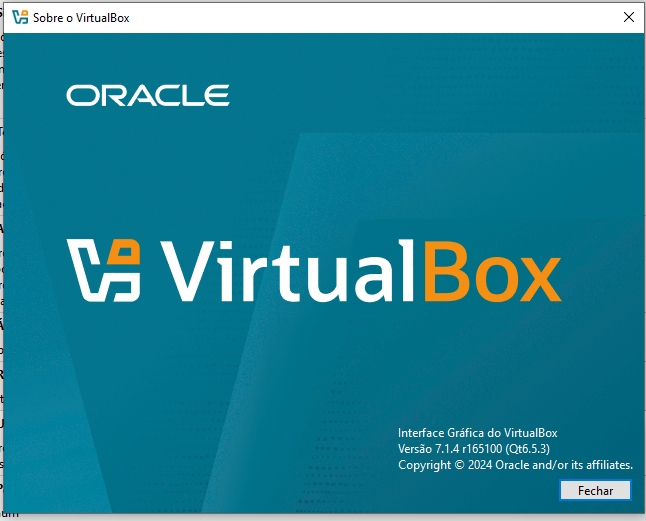 Sobre o VirtualBox
ORACLE
VirtualBox
Interface Gráfica do VirtualBox
Versão 7.1.4 r165100 (Qt6.5.3)
Copyright © 2024 Oracle and/or its affiliates.
Fechar